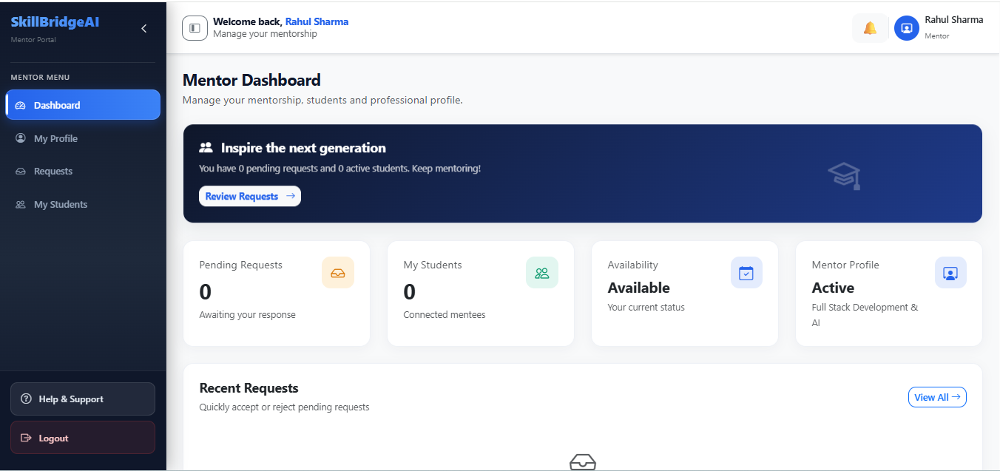 SkillBridgeAI
Mentor Portal
MENTOR MENU
Dashboard
My Profile
Requests
My Students
Help & Support
Logout
Welcome back, Rahul Sharma
Manage your mentorship
Rahul Sharma
Mentor
Mentor Dashboard
Manage your mentorship, students and professional profile.
Inspire the next generation
You have 0 pending requests and 0 active students. Keep mentoring!
Review Requests →
Pending Requests
0
Awaiting your response
My Students
0
Connected mentees
Availability
Available
Your current status
Mentor Profile
Active
Full Stack Development &
AI
Recent Requests
Quickly accept or reject pending requests
View All →